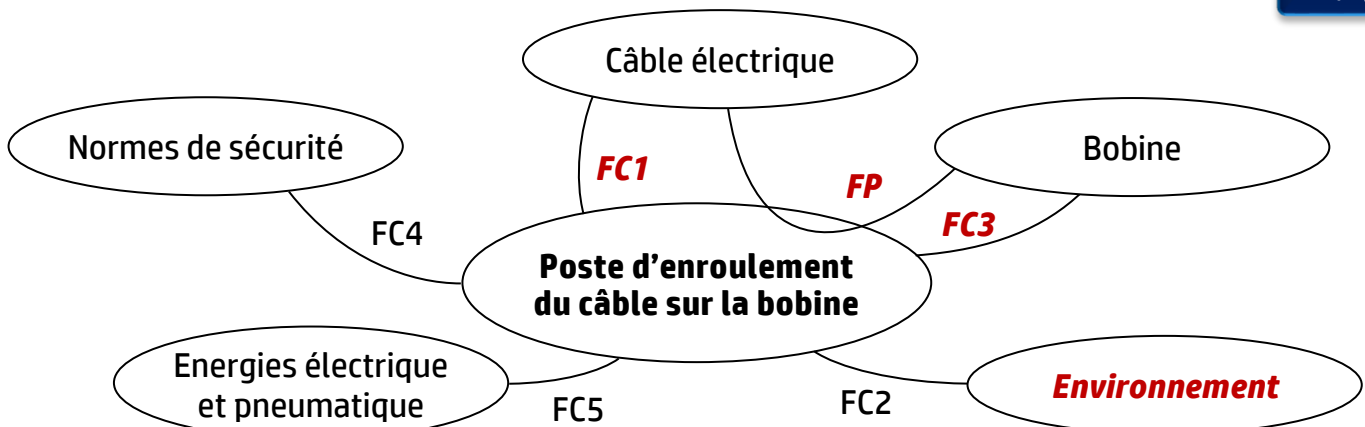 Câble électrique
Normes de sécurité
Bobine
FC1
FP
FC3
FC4
Poste d’enroulement
du câble sur la bobine
Energies électrique
et pneumatique
FC5
FC2
Environnement